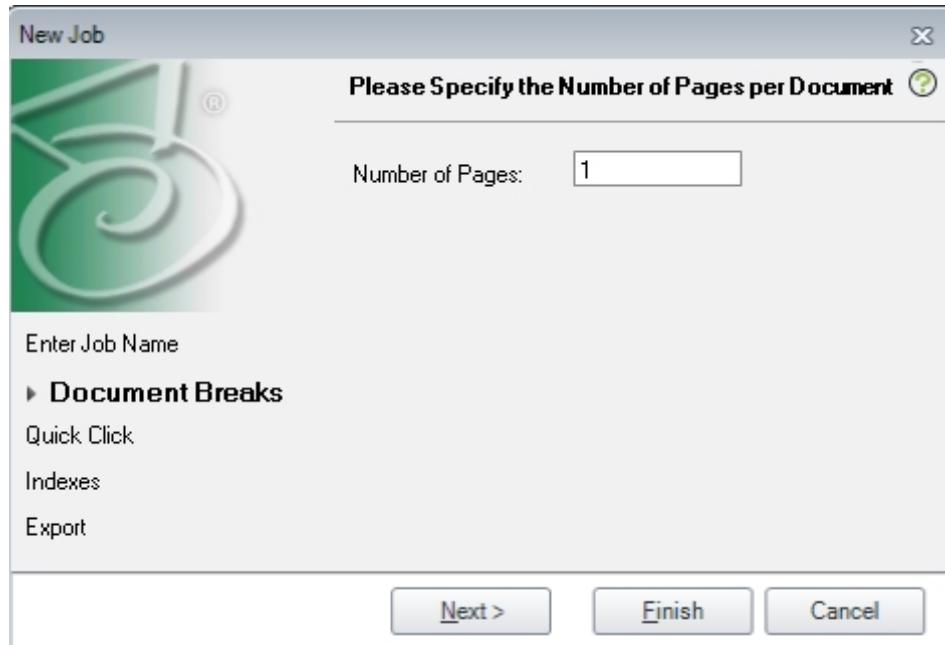 New Job
®
Please Specify the Number of Pages per Document ?
Number of Pages: 1
Enter Job Name
Document Breaks
Quick Click
Indexes
Export
Next > Finish Cancel